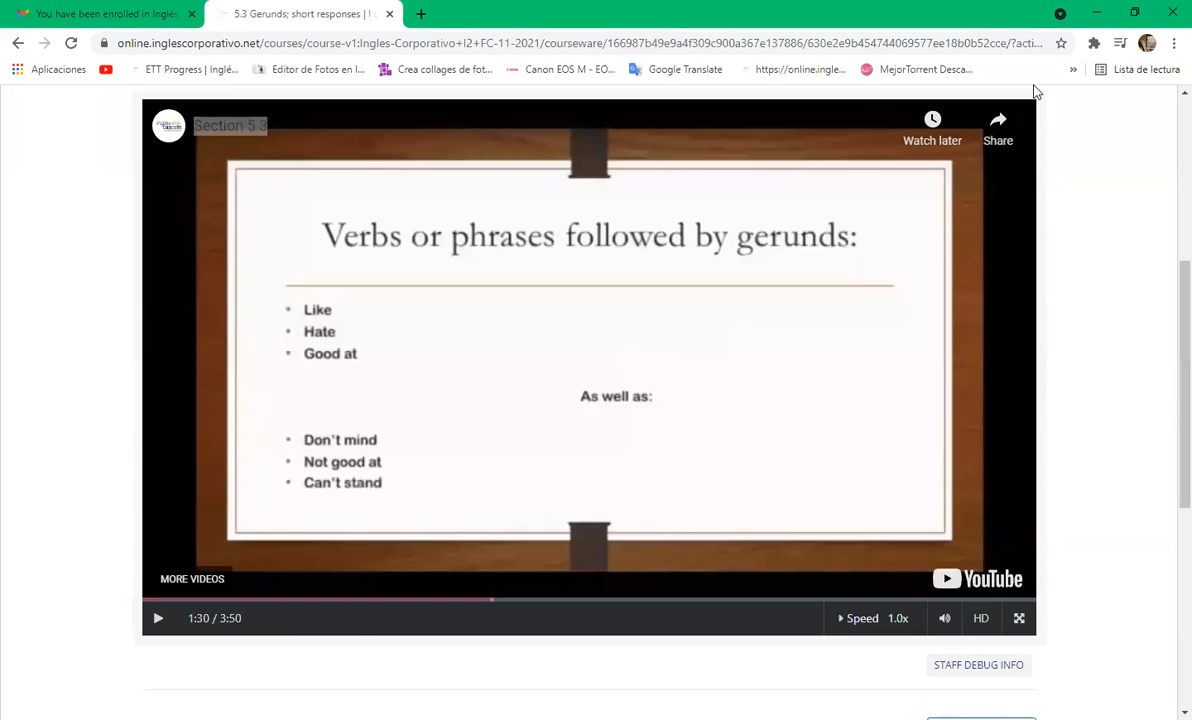 You have been enrolled in Inglés
5.3 Gerunds; short responses |
online.inglescorporativo.net/courses/course-v1:Ingles-Corporativo+I2+FC-11-2021/courseware/166987b49e9a4f309c900a367e137886/630e2e9b454744069577ee18b0b52cce/?acti...
Aplicaciones
ETT Progress | Inglé...
Editor de Fotos en l...
Crea collages de fot...
Canon EOS M - EO...
Google Translate
https://online.ingle...
MejorTorrent Desca...
»
Lista de lectura
Section 5 3
Watch later
Share
Verbs or phrases followed by gerunds:
• Like
• Hate
• Good at
As well as:
• Don't mind
• Not good at
• Can't stand
MORE VIDEOS
YouTube
1:30 / 3:50
Speed 1.0x
HD
STAFF DEBUG INFO